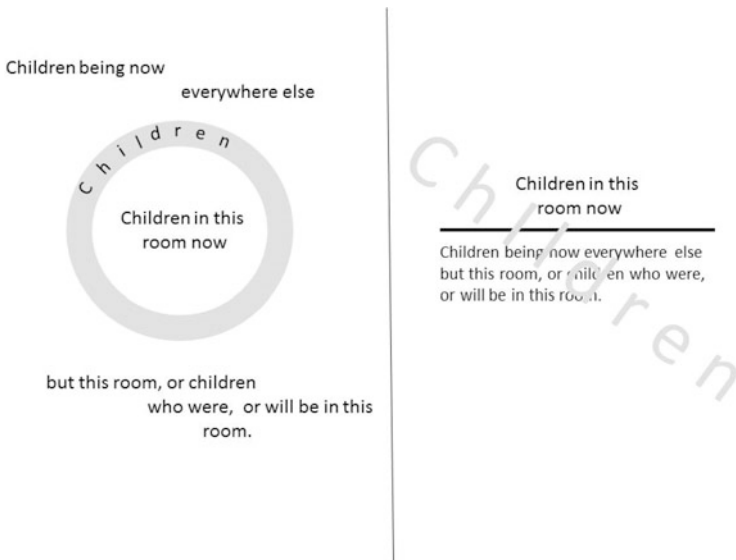 Children being now
everywhere else
Children
Children in this
room now
but this room, or children
who were, or will be in this
room.
Children
Children in this
room now
Children being now everywhere else
but this room, or children who were,
or will be in this room.